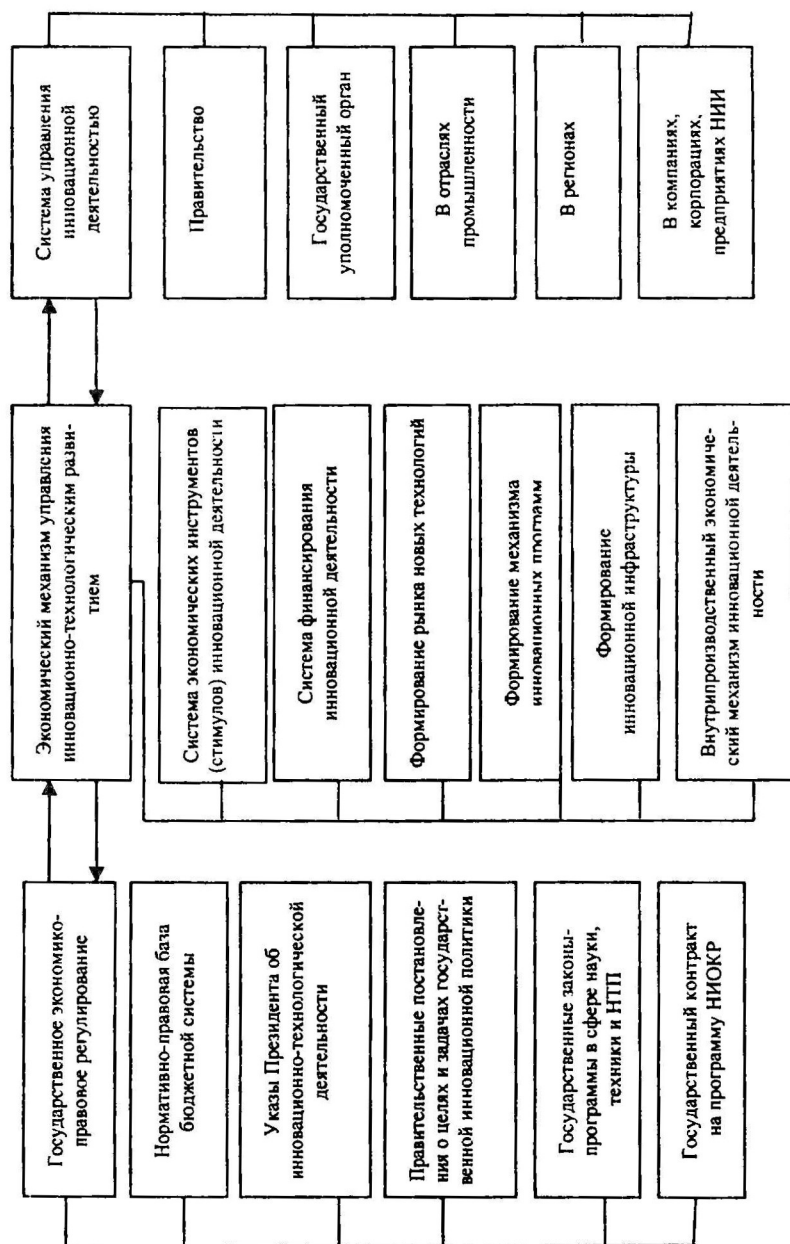 Государственное экономико-
правовое регулирование
Нормативно-правовая база
бюджетной системы
Указы Президента об
инновационно-технологической
деятельности
Правительственные постановле-
ния о целях и задачах государст-
венной инновационной политики
Государственные законы-
программы в сфере науки,
техники и НТП
Государственный контракт
на программу НИОКР
Экономический механизм управления
инновационно-технологическим разви-
тием
Система экономических инструментов
(стимулов) инновационной деятельности
Система финансирования
инновационной деятельности
Формирование рынка новых технологий
Формирование механизма
инновационных программ
Формирование
инновационной инфраструктуры
Внутрипроизводственный экономиче-
ский механизм инновационной деятель-
ности
Система управления
инновационной
деятельностью
Правительство
Государственный
уполномоченный орган
В отраслях
промышленности
В регионах
В компаниях,
корпорациях,
предприятиях НИИ